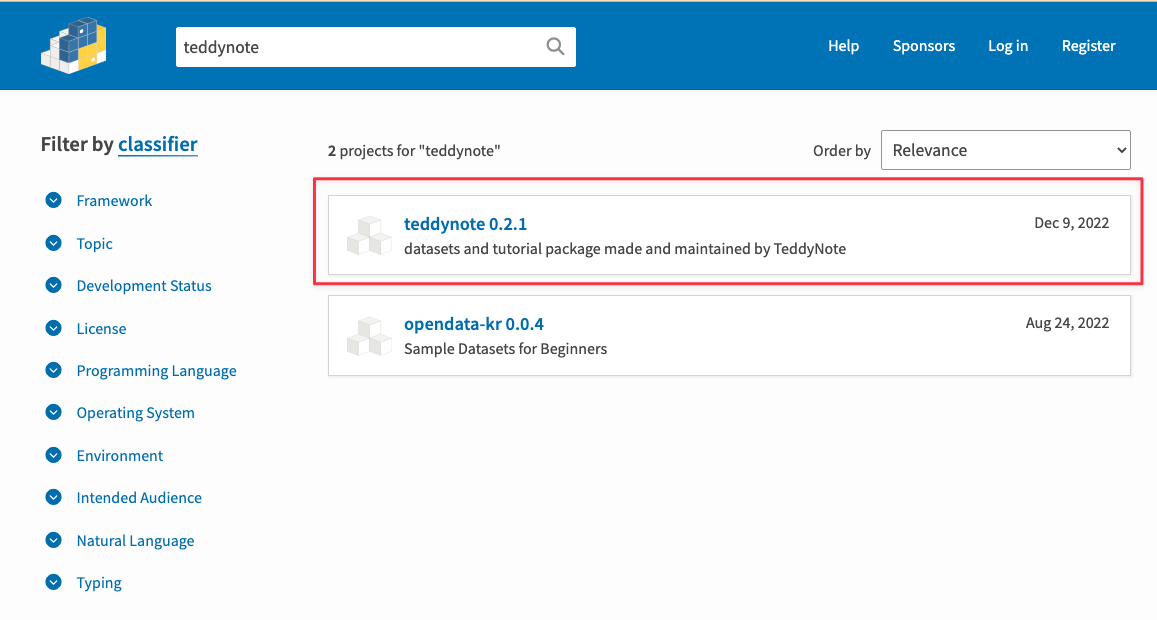 teddynote
Help
Sponsors
Log in
Register
Filter by classifier
Framework
Topic
Development Status
License
Programming Language
Operating System
Environment
Intended Audience
Natural Language
Typing
2 projects for "teddynote"
Order by
Relevance
teddynote 0.2.1
Dec 9, 2022
datasets and tutorial package made and maintained by TeddyNote
opendata-kr 0.0.4
Aug 24, 2022
Sample Datasets for Beginners